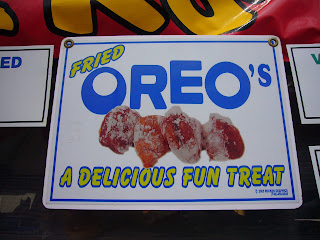 FRIED
OREO's
A DELICIOUS FUN TREAT